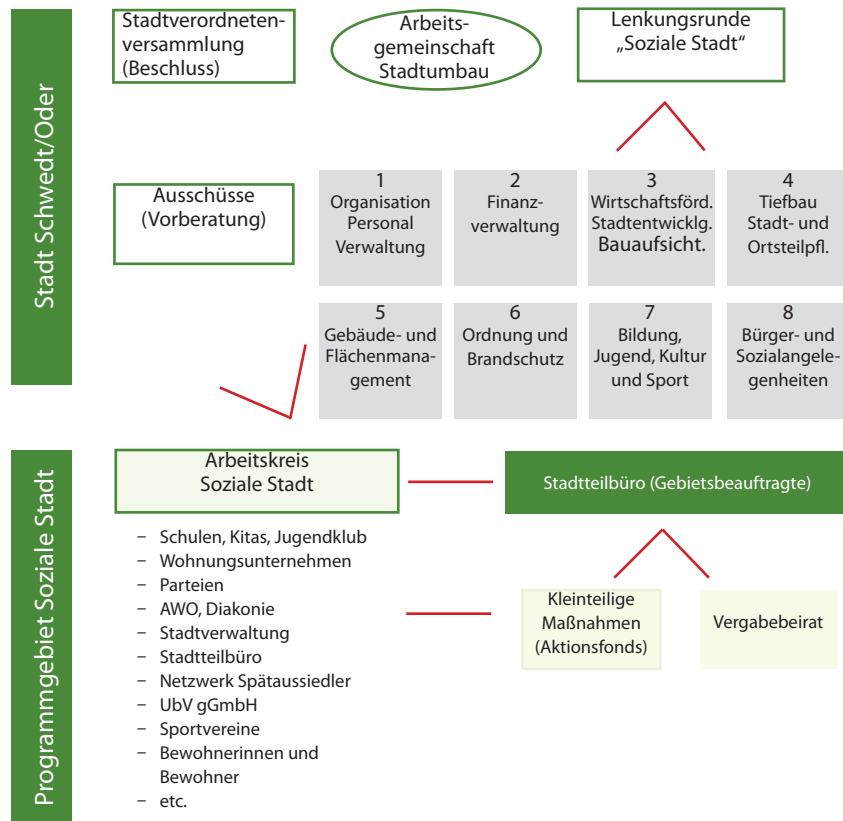 Stadt Schwedt/Oder
Stadtverordneten-
versammlung
(Beschluss)
Arbeits-
gemeinschaft
Stadtumbau
Lenkungsrunde
„Soziale Stadt“
Ausschüsse
(Vorberatung)
1
Organisation
Personal
Verwaltung
2
Finanz-
verwaltung
3
Wirtschaftsförd.
Stadtentwicklg.
Bauaufsicht.
4
Tiefbau
Stadt- und
Ortsteilpfl.
5
Gebäude- und
Flächenmana-
gement
6
Ordnung und
Brandschutz
7
Bildung,
Jugend, Kultur
und Sport
8
Bürger- und
Sozialangele-
genheiten
Programmgebiet Soziale Stadt
Arbeitskreis
Soziale Stadt
– Schulen, Kitas, Jugendklub
– Wohnungsunternehmen
– Parteien
– AWO, Diakonie
– Stadtverwaltung
– Stadtteilbüro
– Netzwerk Spätaussiedler
– UbV gGmbH
– Sportvereine
– Bewohnerinnen und
Bewohner
– etc.
Stadtteilbüro (Gebietsbeauftragte)
Kleinteilige
Maßnahmen
(Aktionsfonds)
Vergabebeirat